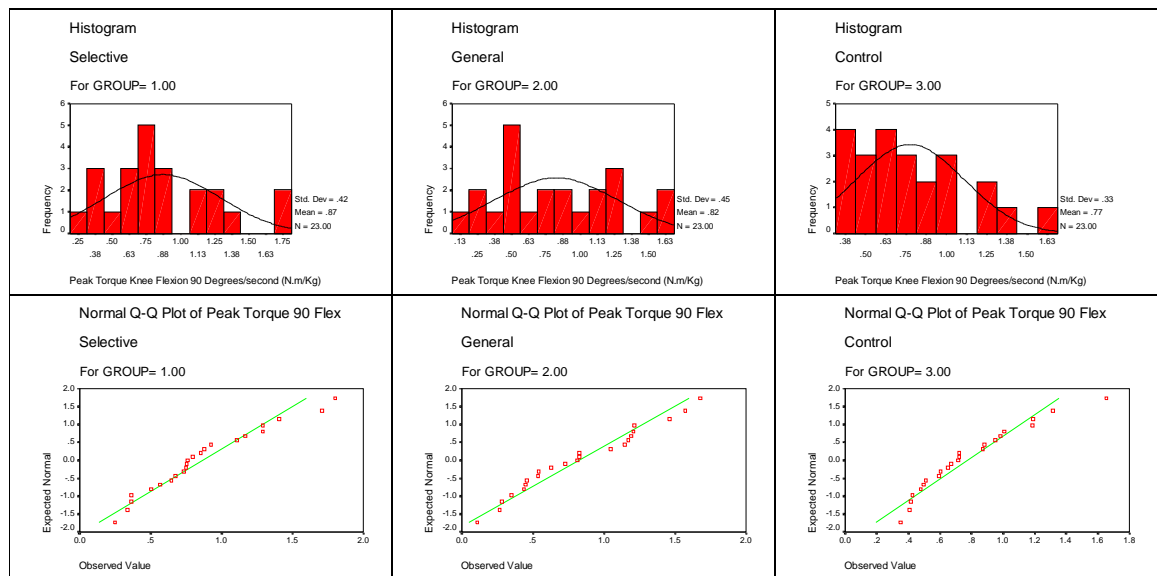 Histogram
Selective
For GROUP= 1.00
6
5
4
3
2
1
0
Frequency
.25 .50 .75 1.00 1.25 1.50 1.75
.38 .63 .88 1.13 1.38 1.63
Std. Dev = .42
Mean = .87
N = 23.00
Peak Torque Knee Flexion 90 Degrees/second (N.m/Kg)
Histogram
General
For GROUP= 2.00
6
5
4
3
2
1
0
Frequency
.13 .38 .63 .88 1.13 1.38 1.63
.25 .50 .75 1.00 1.25 1.50
Std. Dev = .45
Mean = .82
N = 23.00
Peak Torque Knee Flexion 90 Degrees/second (N.m/Kg)
Histogram
Control
For GROUP= 3.00
5
4
3
2
1
0
Frequency
.38 .63 .88 1.13 1.38 1.63
.50 .75 1.00 1.25 1.50
Std. Dev = .33
Mean = .77
N = 23.00
Peak Torque Knee Flexion 90 Degrees/second (N.m/Kg)
Normal Q-Q Plot of Peak Torque 90 Flex
Selective
For GROUP= 1.00
2.0
1.5
1.0
.5
0.0
-.5
-1.0
-1.5
-2.0
Expected Normal
0.0 .5 1.0 1.5 2.0
Observed Value
Normal Q-Q Plot of Peak Torque 90 Flex
General
For GROUP= 2.00
2.0
1.5
1.0
.5
0.0
-.5
-1.0
-1.5
-2.0
Expected Normal
0.0 .5 1.0 1.5 2.0
Observed Value
Normal Q-Q Plot of Peak Torque 90 Flex
Control
For GROUP= 3.00
2.0
1.5
1.0
.5
0.0
-.5
-1.0
-1.5
-2.0
Expected Normal
0.0 .2 .4 .6 .8 1.0 1.2 1.4 1.6 1.8
Observed Value